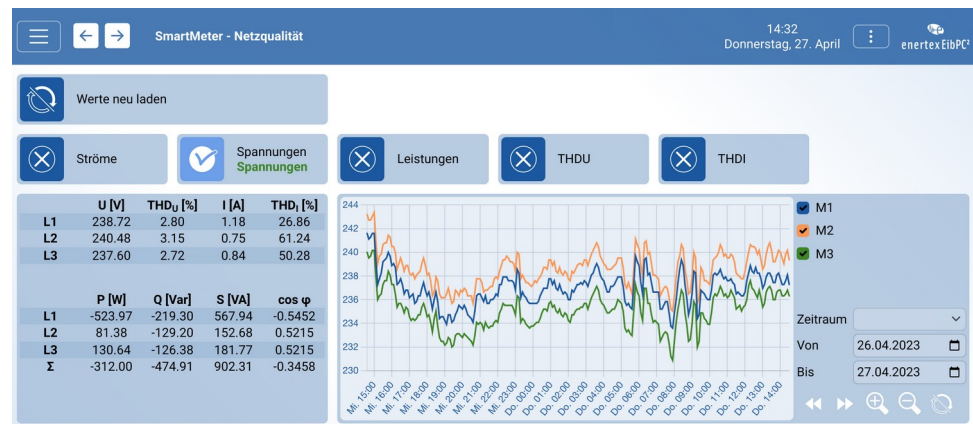 SmartMeter - Netzqualität
14:32
Donnerstag, 27. April
enertex EibPC²
Werte neu laden
Ströme
Spannungen
Spannungen
Leistungen
THDU
THDI
U [V] THDU [%] I [A] THDI [%]
L1 238.72 2.80 1.18 26.86
L2 240.48 3.15 0.75 61.24
L3 237.60 2.72 0.84 50.28
P [W] Q [Var] S [VA] cos φ
L1 -523.97 -219.30 567.94 -0.5452
L2 81.38 -129.20 152.68 0.5215
L3 130.64 -126.38 181.77 0.5215
Σ -312.00 -474.91 902.31 -0.3458
244
242
240
238
236
234
232
230
Mi. 15:00
Mi. 16:00
Mi. 17:00
Mi. 18:00
Mi. 19:00
Mi. 20:00
Mi. 21:00
Mi. 22:00
Mi. 23:00
Do. 00:00
Do. 01:00
Do. 02:00
Do. 03:00
Do. 04:00
Do. 05:00
Do. 06:00
Do. 07:00
Do. 08:00
Do. 09:00
Do. 10:00
Do. 11:00
Do. 12:00
Do. 13:00
Do. 14:00
M1
M2
M3
Zeitraum
Von 26.04.2023
Bis 27.04.2023